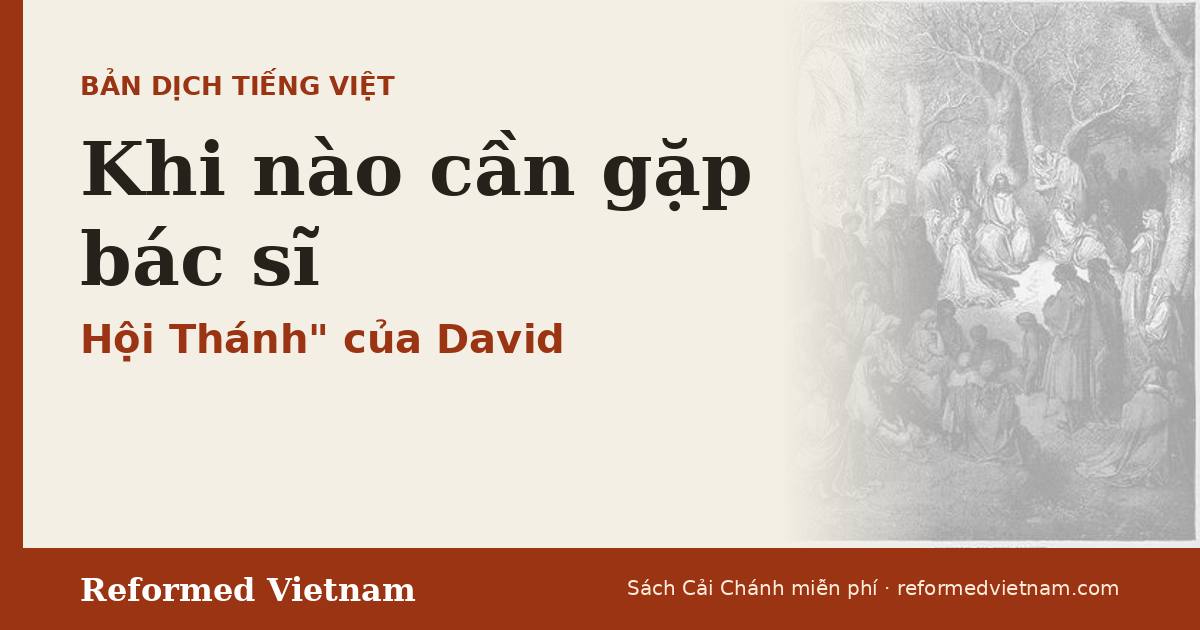 BẢN DỊCH TIẾNG VIỆT
Khi nào cần gặp
bác sĩ
Hội Thánh" của David
Reformed Vietnam
Sách Cải Chánh miễn phí · reformedvietnam.com